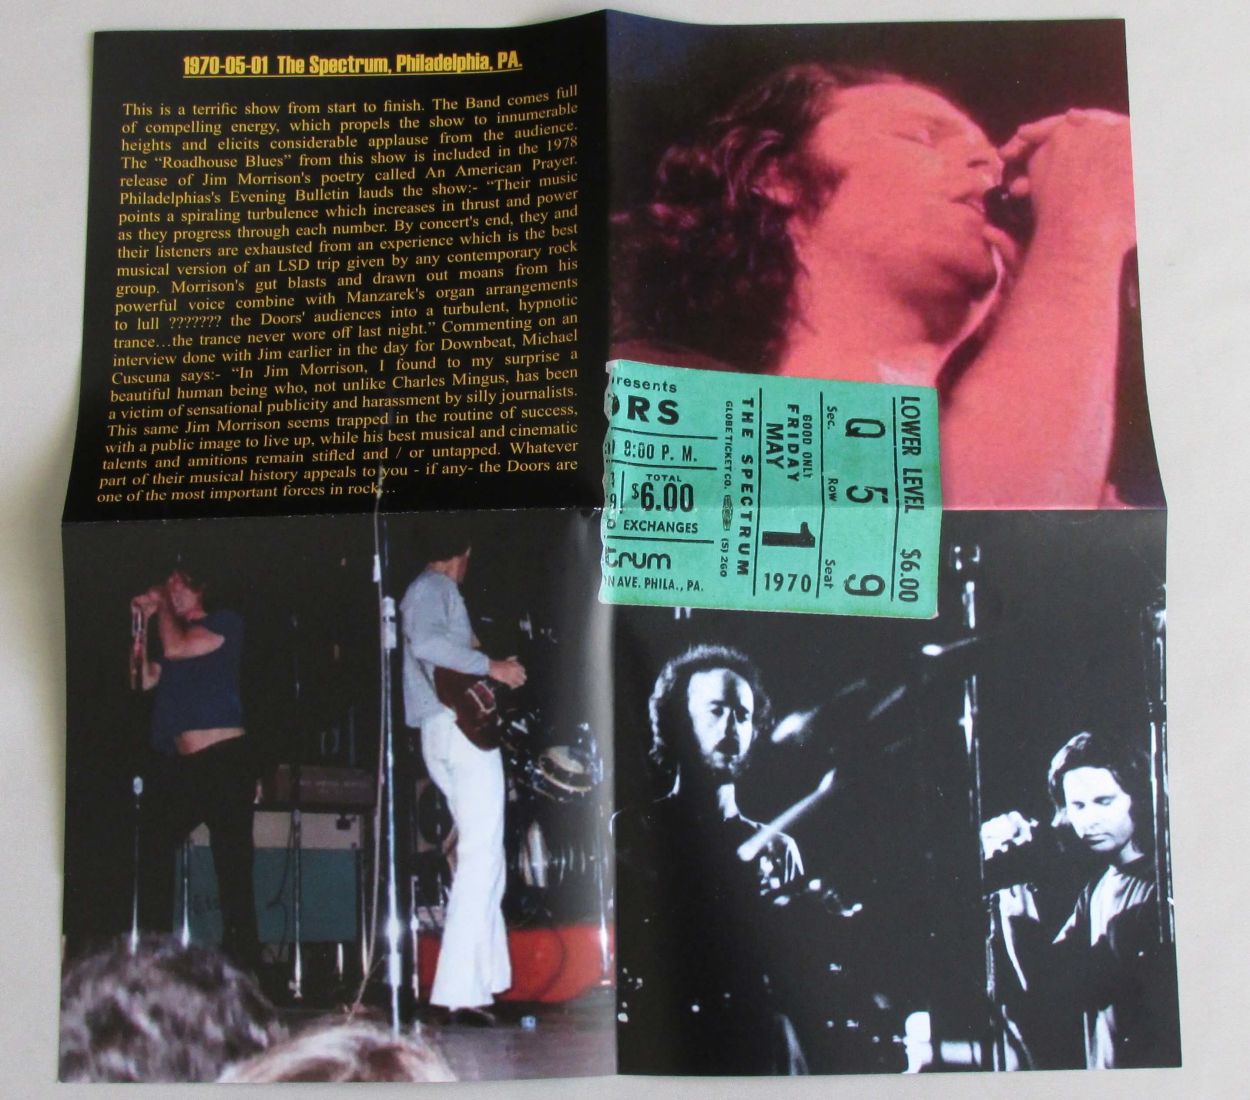 1970-05-01 The Spectrum, Philadelphia, PA.
This is a terrific show from start to finish. The Band comes full
of compelling energy, which propels the show to innumerable
heights and elicits considerable applause from the audience.
The “Roadhouse Blues” from this show is included in the 1978
release of Jim Morrison's poetry called An American Prayer.
Philadelphias's Evening Bulletin lauds the show:- “Their music
points a spiraling turbulence which increases in thrust and power
as they progress through each number. By concert's end, they and
their listeners are exhausted from an experience which is the best
musical version of an LSD trip given by any contemporary rock
group. Morrison's gut blasts and drawn out moans from his
powerful voice combine with Manzarek's organ arrangements
to lull ??????? the Doors' audiences into a turbulent, hypnotic
trance…the trance never wore off last night.” Commenting on an
interview done with Jim earlier in the day for Downbeat, Michael
Cuscuna says:- “In Jim Morrison, I found to my surprise a
beautiful human being who, not unlike Charles Mingus, has been
a victim of sensational publicity and harassment by silly journalists.
This same Jim Morrison seems trapped in the routine of success,
with a public image to live up, while his best musical and cinematic
talents and amitions remain stifled and / or untapped. Whatever
part of their musical history appeals to you - if any- the Doors are
one of the most important forces in rock…
resents
ORS
8:00 P. M.
TOTAL
$6.00
O EXCHANGES
trum
N AVE. PHILA., PA.
GLOBE TICKET CO. (5) 260
THE SPECTRUM
GOOD ONLY
FRIDAY
MAY
1
1970
Sec. Row Seat
Q 5 9
LOWER LEVEL $6.00